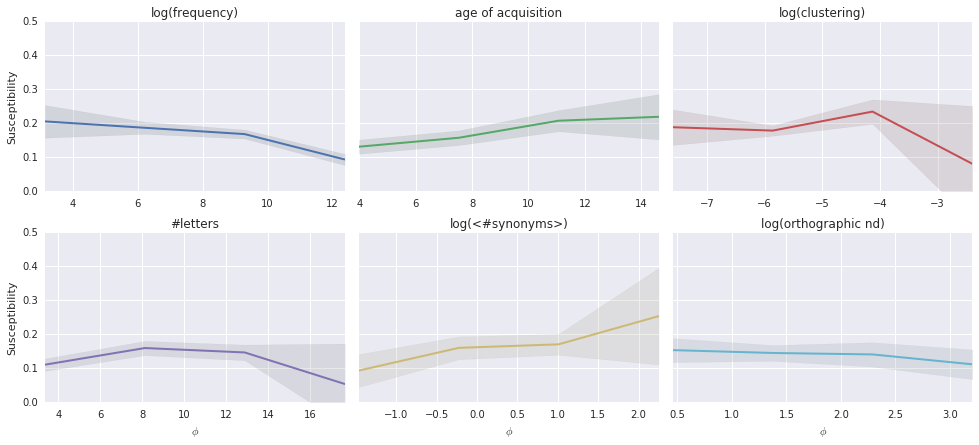 log(frequency) age of acquisition log(clustering)
0.5
0.4
0.3
0.2
0.1
0.0
Susceptibility
4 6 8 10 12 4 6 8 10 12 14 −7 −6 −5 −4 −3
#letters log(<#synonyms>) log(orthographic nd)
0.5
0.4
0.3
0.2
0.1
0.0
Susceptibility
4 6 8 10 12 14 16 −1.0 −0.5 0.0 0.5 1.0 1.5 2.0 0.5 1.0 1.5 2.0 2.5 3.0
ϕ ϕ ϕ